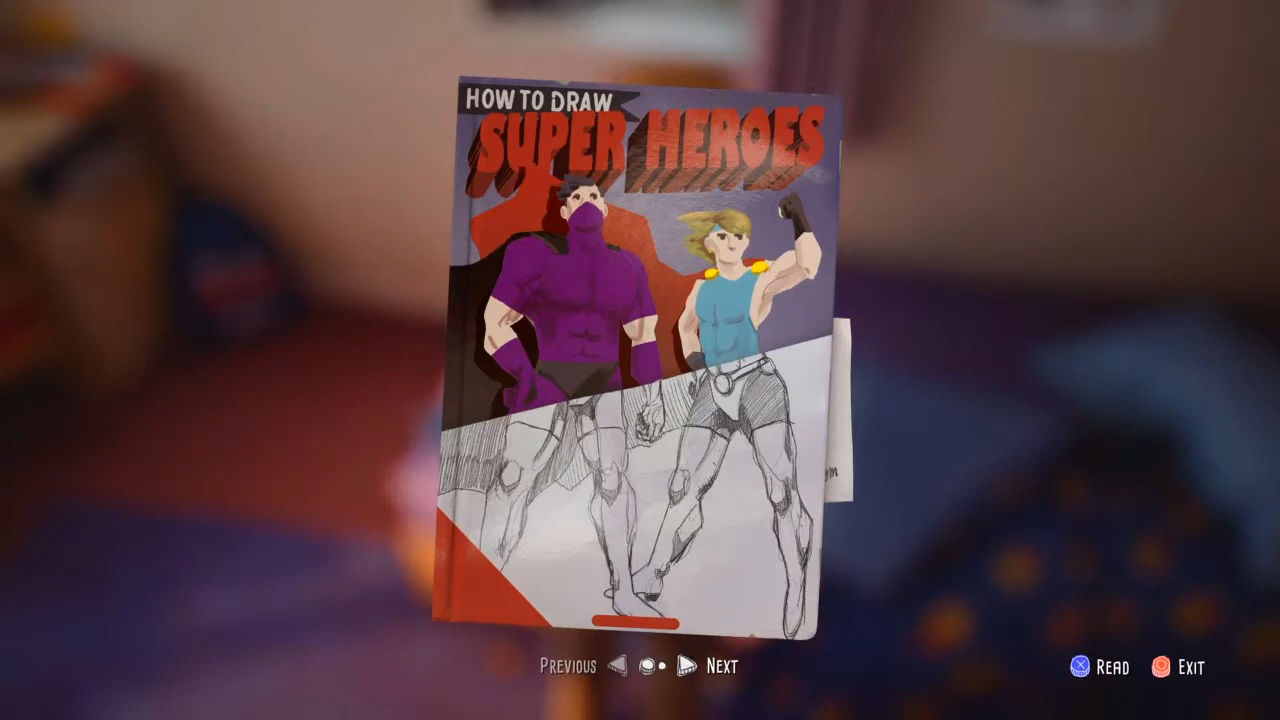 HOW TO DRAW
SUPER HEROES
Previous
Next
Read
Exit